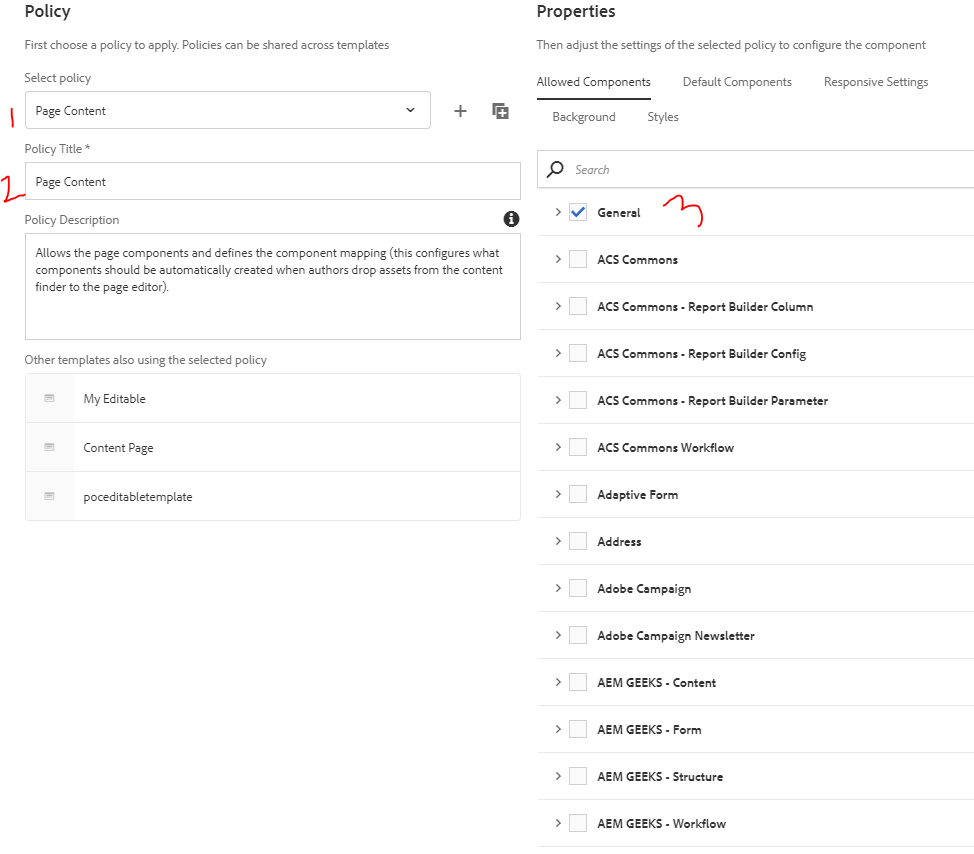 Policy
First choose a policy to apply. Policies can be shared across templates
Select policy
1
Page Content
Policy Title *
2
Page Content
Policy Description
Allows the page components and defines the component mapping (this configures what
components should be automatically created when authors drop assets from the content
finder to the page editor).
Other templates also using the selected policy
My Editable
Content Page
poceditabletemplate
Properties
Then adjust the settings of the selected policy to configure the component
Allowed Components Default Components Responsive Settings
Background Styles
Search
General 3
ACS Commons
ACS Commons - Report Builder Column
ACS Commons - Report Builder Config
ACS Commons - Report Builder Parameter
ACS Commons Workflow
Adaptive Form
Address
Adobe Campaign
Adobe Campaign Newsletter
AEM GEEKS - Content
AEM GEEKS - Form
AEM GEEKS - Structure
AEM GEEKS - Workflow